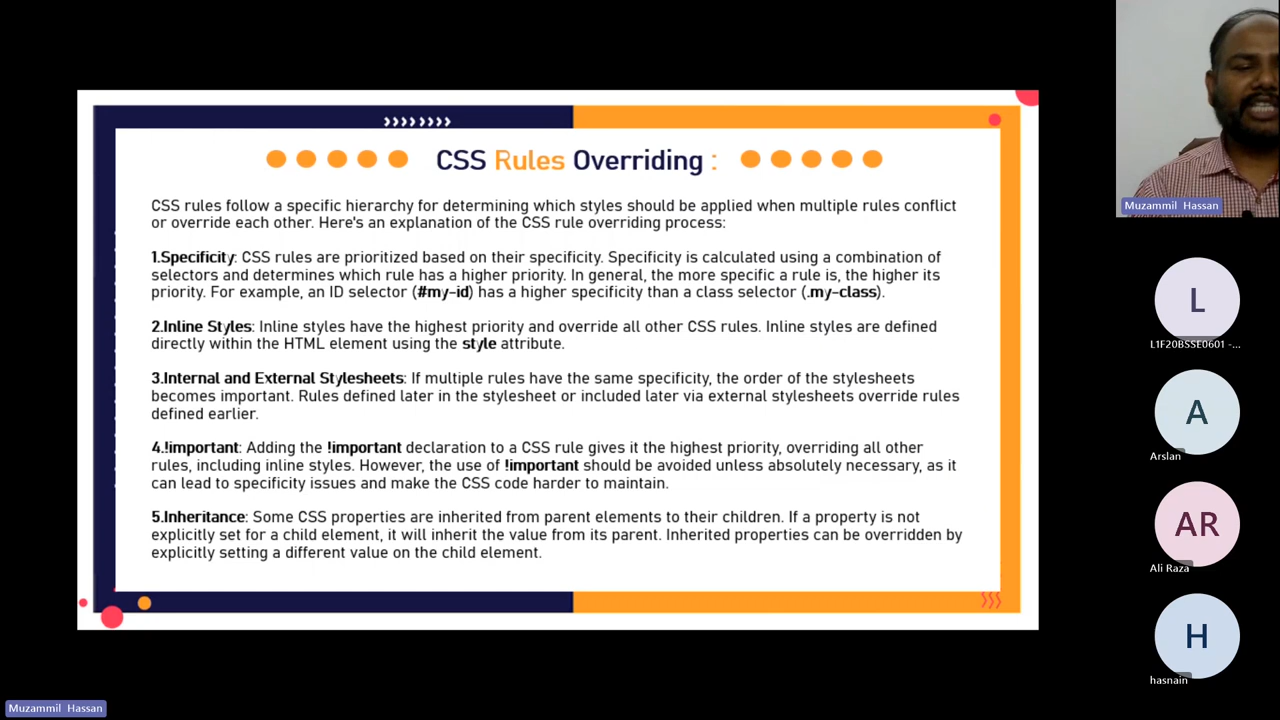 CSS Rules Overriding :
CSS rules follow a specific hierarchy for determining which styles should be applied when multiple rules conflict
or override each other. Here's an explanation of the CSS rule overriding process:
1.Specificity: CSS rules are prioritized based on their specificity. Specificity is calculated using a combination of
selectors and determines which rule has a higher priority. In general, the more specific a rule is, the higher its
priority. For example, an ID selector (#my-id) has a higher specificity than a class selector (.my-class).
2.Inline Styles: Inline styles have the highest priority and override all other CSS rules. Inline styles are defined
directly within the HTML element using the style attribute.
3.Internal and External Stylesheets: If multiple rules have the same specificity, the order of the stylesheets
becomes important. Rules defined later in the stylesheet or included later via external stylesheets override rules
defined earlier.
4.!important: Adding the !important declaration to a CSS rule gives it the highest priority, overriding all other
rules, including inline styles. However, the use of !important should be avoided unless absolutely necessary, as it
can lead to specificity issues and make the CSS code harder to maintain.
5.Inheritance: Some CSS properties are inherited from parent elements to their children. If a property is not
explicitly set for a child element, it will inherit the value from its parent. Inherited properties can be overridden by
explicitly setting a different value on the child element.
Muzammil Hassan
L
L1F20BSSE0601 -...
A
Arslan
AR
Ali Raza
H
hasnain
Muzammil Hassan